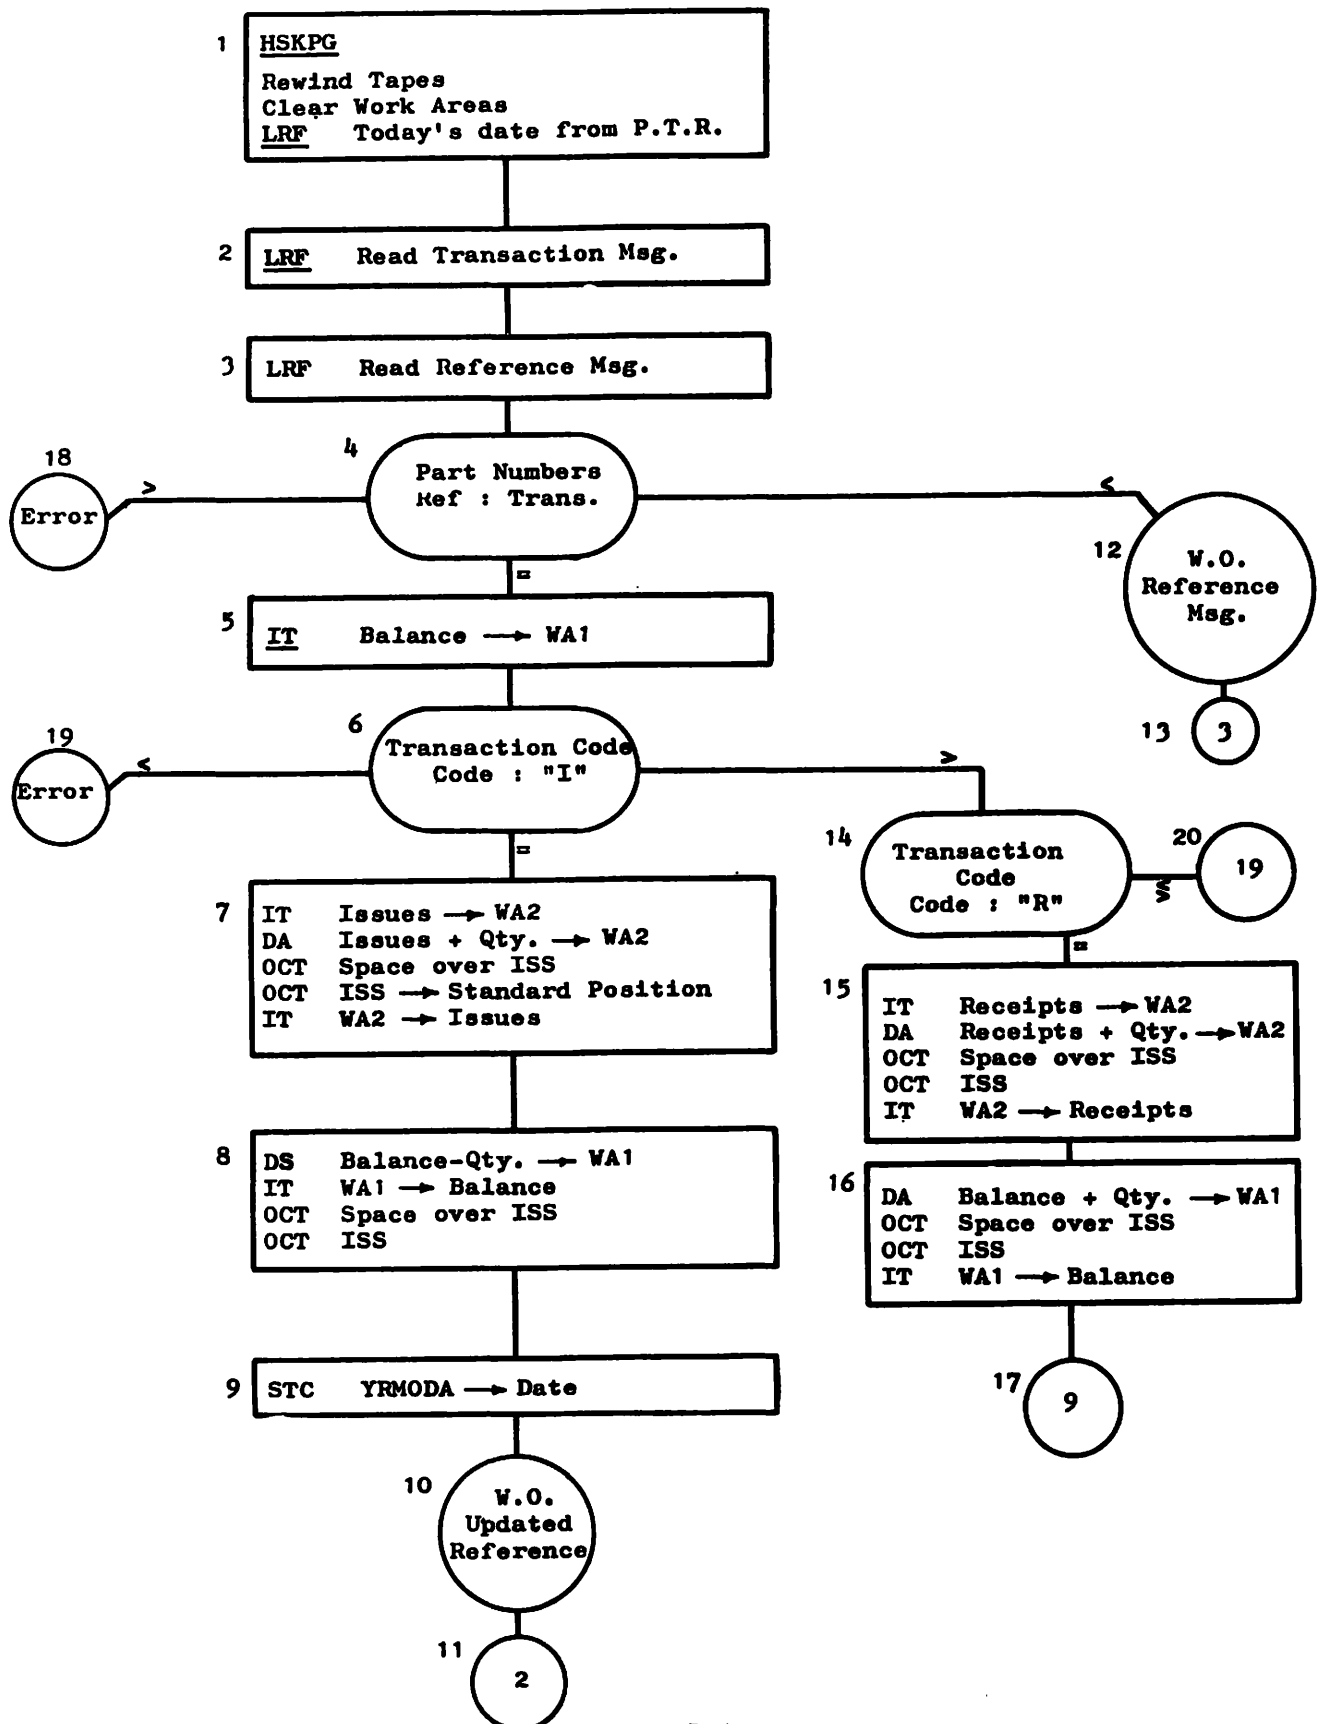 1
HSKPG
Rewind Tapes
Clear Work Areas
LRF Today's date from P.T.R.
2
LRF Read Transaction Msg.
3
LRF Read Reference Msg.
4
Part Numbers
Ref : Trans.
18
>
Error
<
12
W.O.
Reference
Msg.
13
3
=
5
IT Balance → WA1
6
Transaction Code
Code : "I"
19
<
Error
>
=
14
Transaction
Code
Code : "R"
20
19
≶
=
7
IT Issues → WA2
DA Issues + Qty. → WA2
OCT Space over ISS
OCT ISS → Standard Position
IT WA2 → Issues
15
IT Receipts → WA2
DA Receipts + Qty. → WA2
OCT Space over ISS
OCT ISS
IT WA2 → Receipts
8
DS Balance-Qty. → WA1
IT WA1 → Balance
OCT Space over ISS
OCT ISS
16
DA Balance + Qty. → WA1
OCT Space over ISS
OCT ISS
IT WA1 → Balance
9
STC YRMODA → Date
17
9
10
W.O.
Updated
Reference
11
2